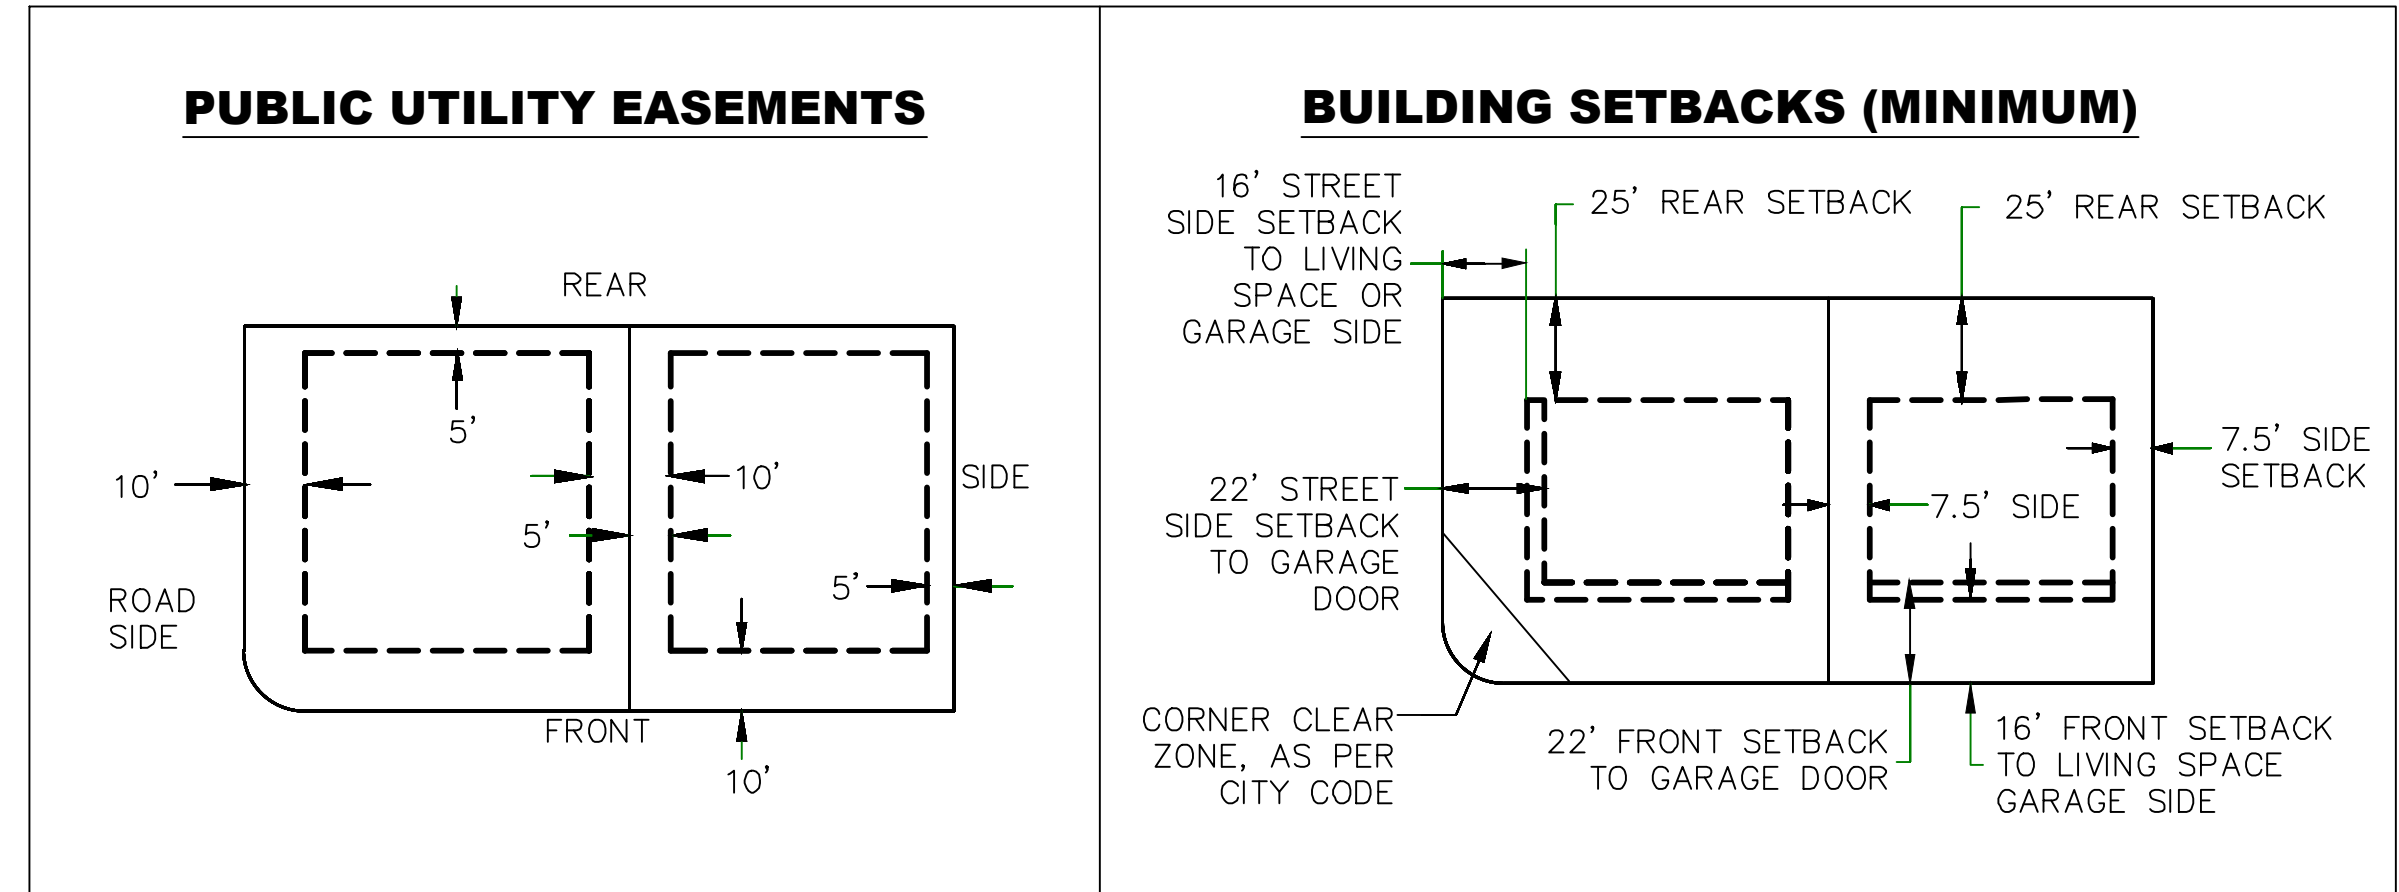 PUBLIC UTILITY EASEMENTS
REAR
5'
10'
10'
SIDE
5'
5'
ROAD
SIDE
FRONT
10'
BUILDING SETBACKS (MINIMUM)
16' STREET
SIDE SETBACK
TO LIVING
SPACE OR
GARAGE SIDE
25' REAR SETBACK
25' REAR SETBACK
7.5' SIDE
SETBACK
22' STREET
SIDE SETBACK
TO GARAGE
DOOR
7.5' SIDE
CORNER CLEAR
ZONE, AS PER
CITY CODE
22' FRONT SETBACK
TO GARAGE DOOR
16' FRONT SETBACK
TO LIVING SPACE
GARAGE SIDE